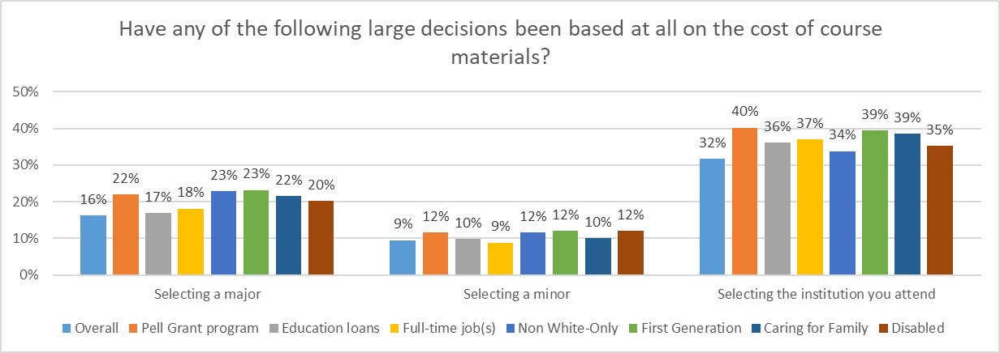 Have any of the following large decisions been based at all on the cost of course
materials?
50%
40%
30%
20%
10%
0%
16% 22% 17% 18% 23% 23% 22% 20%
9% 12% 10% 9% 12% 12% 10% 12%
32% 40% 36% 37% 34% 39% 39% 35%
Selecting a major Selecting a minor Selecting the institution you attend
Overall Pell Grant program Education loans Full-time job(s) Non White-Only First Generation Caring for Family Disabled